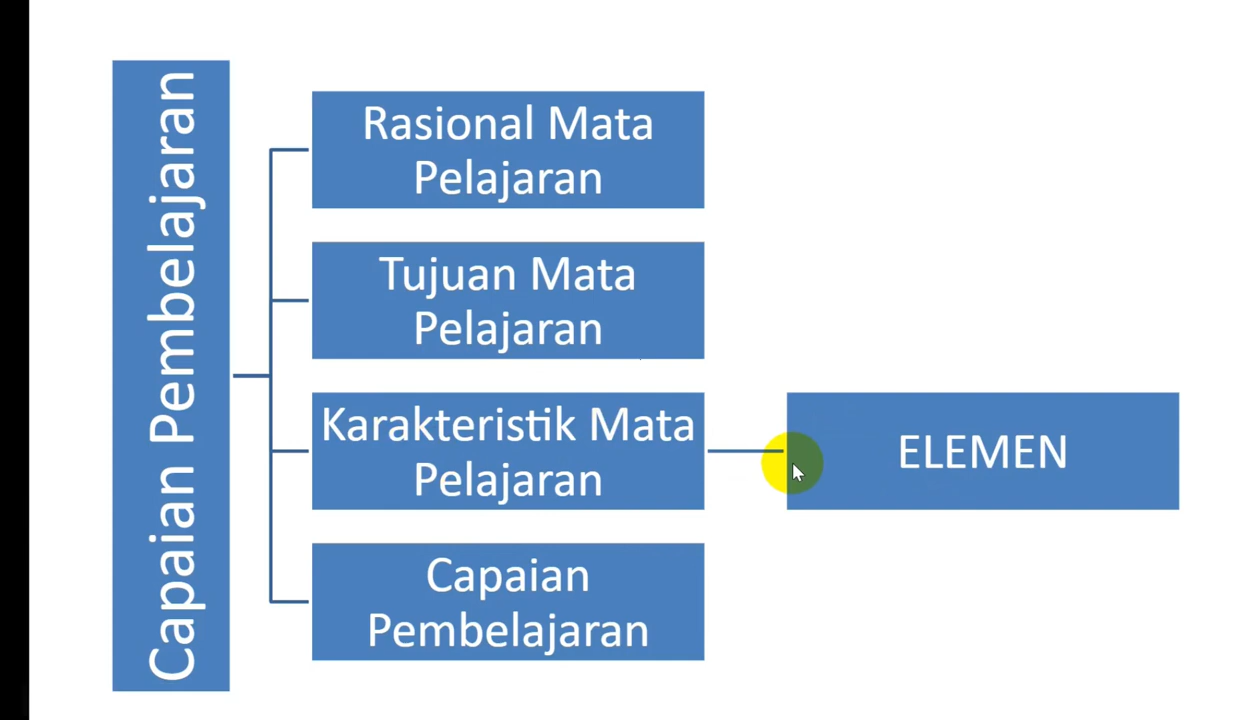 Capaian Pembelajaran
Rasional Mata
Pelajaran
Tujuan Mata
Pelajaran
Karakteristik Mata
Pelajaran
ELEMEN
Capaian
Pembelajaran